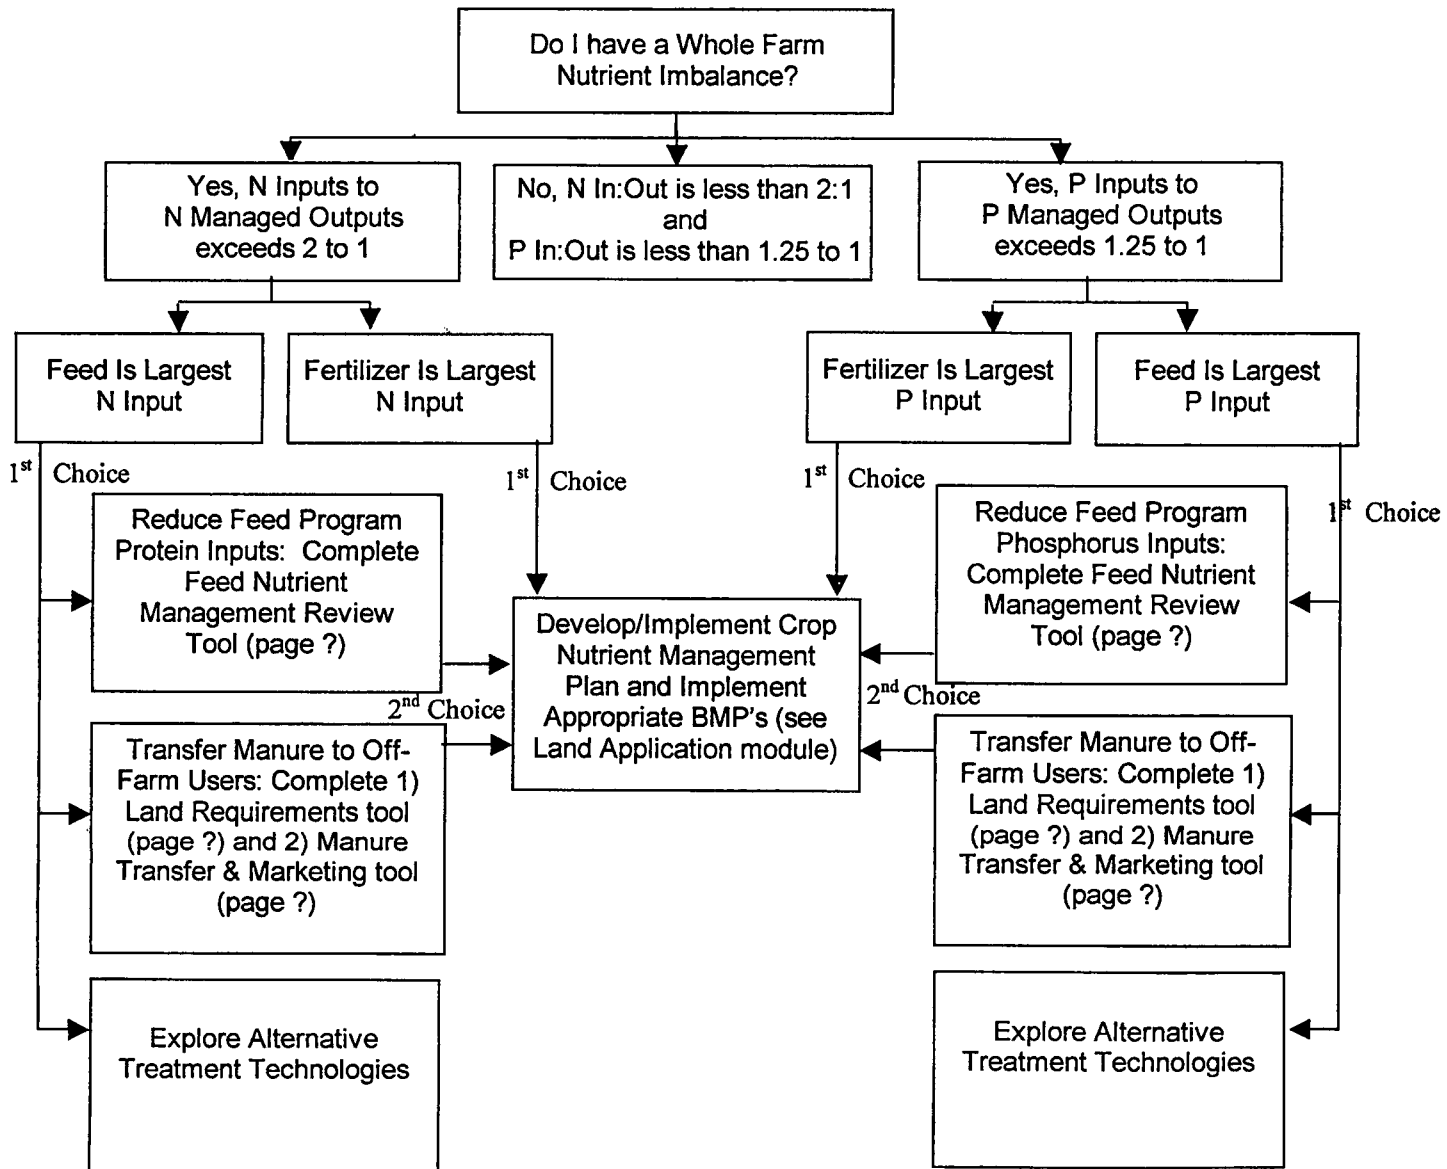 Do I have a Whole Farm
Nutrient Imbalance?
Yes, N Inputs to
N Managed Outputs
exceeds 2 to 1
No, N In:Out is less than 2:1
and
P In:Out is less than 1.25 to 1
Yes, P Inputs to
P Managed Outputs
exceeds 1.25 to 1
Feed Is Largest
N Input
Fertilizer Is Largest
N Input
Fertilizer Is Largest
P Input
Feed Is Largest
P Input
1st Choice
1st Choice
1st Choice
1st Choice
Reduce Feed Program
Protein Inputs: Complete
Feed Nutrient
Management Review
Tool (page ?)
Develop/Implement Crop
Nutrient Management
Plan and Implement
Appropriate BMP's (see
Land Application module)
Reduce Feed Program
Phosphorus Inputs:
Complete Feed Nutrient
Management Review
Tool (page ?)
2nd Choice
2nd Choice
Transfer Manure to Off-
Farm Users: Complete 1)
Land Requirements tool
(page ?) and 2) Manure
Transfer & Marketing tool
(page ?)
Transfer Manure to Off-
Farm Users: Complete 1)
Land Requirements tool
(page ?) and 2) Manure
Transfer & Marketing tool
(page ?)
Explore Alternative
Treatment Technologies
Explore Alternative
Treatment Technologies